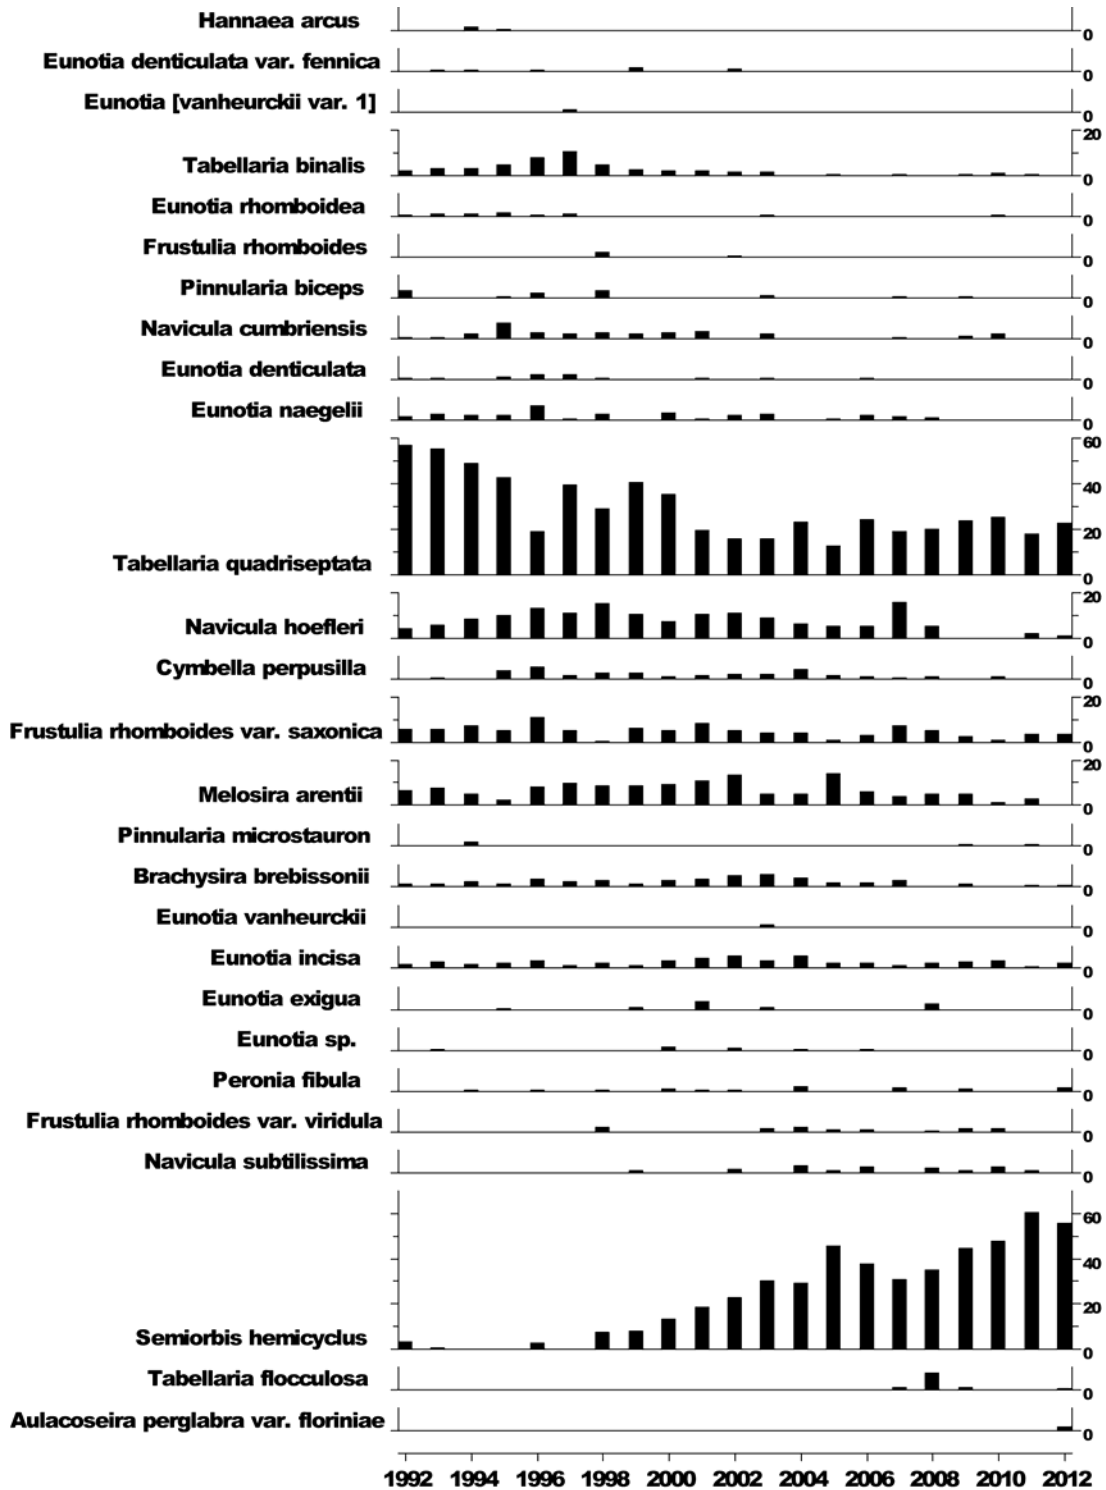 Hannaea arcus
0
Eunotia denticulata var. fennica
0
Eunotia [vanheurckii var. 1]
0
20
Tabellaria binalis
0
Eunotia rhomboidea
0
Frustulia rhomboides
0
Pinnularia biceps
0
Navicula cumbriensis
0
Eunotia denticulata
0
Eunotia naegelii
0
60
40
20
Tabellaria quadriseptata
0
20
Navicula hoefleri
0
Cymbella perpusilla
0
20
Frustulia rhomboides var. saxonica
0
20
Melosira arentii
0
Pinnularia microstauron
0
Brachysira brebissonii
0
Eunotia vanheurckii
0
Eunotia incisa
0
Eunotia exigua
0
Eunotia sp.
0
Peronia fibula
0
Frustulia rhomboides var. viridula
0
Navicula subtilissima
0
60
40
20
Semiorbis hemicyclus
0
Tabellaria flocculosa
0
Aulacoseira perglabra var. floriniae
0
1992 1994 1996 1998 2000 2002 2004 2006 2008 2010 2012